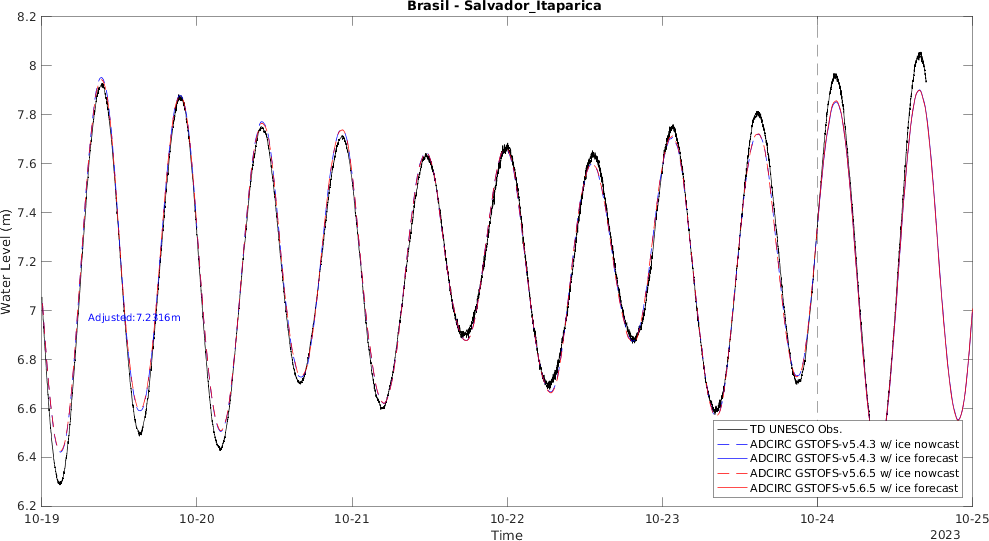 Brasil - Salvador_Itaparica
8.2
8
7.8
7.6
7.4
7.2
7
6.8
6.6
6.4
6.2
Water Level (m)
Adjusted:7.2316m
TD UNESCO Obs.
ADCIRC GSTOFS-v5.4.3 w/ ice nowcast
ADCIRC GSTOFS-v5.4.3 w/ ice forecast
ADCIRC GSTOFS-v5.6.5 w/ ice nowcast
ADCIRC GSTOFS-v5.6.5 w/ ice forecast
10-19 10-20 10-21 10-22 10-23 10-24 10-25
Time
2023